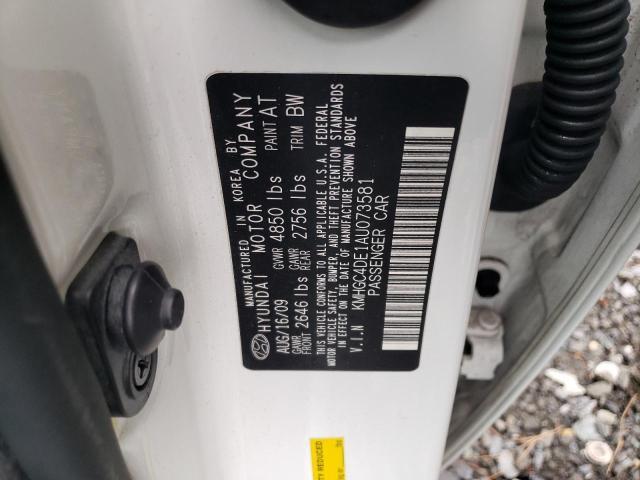 MANUFACTURED IN KOREA BY
HYUNDAI MOTOR COMPANY
AUG/16/09 GVWR 4850 lbs PAINT AT
GAWR FRONT 2646 lbs GAWR REAR 2756 lbs TRIM BW
THIS VEHICLE CONFORMS TO ALL APPLICABLE U.S.A. FEDERAL
MOTOR VEHICLE SAFETY, BUMPER, AND THEFT PREVENTION STANDARDS
IN EFFECT ON THE DATE OF MANUFACTURE SHOWN ABOVE
V.I.N KMHGC4DE1AU073581
PASSENGER CAR
TY REDUCED